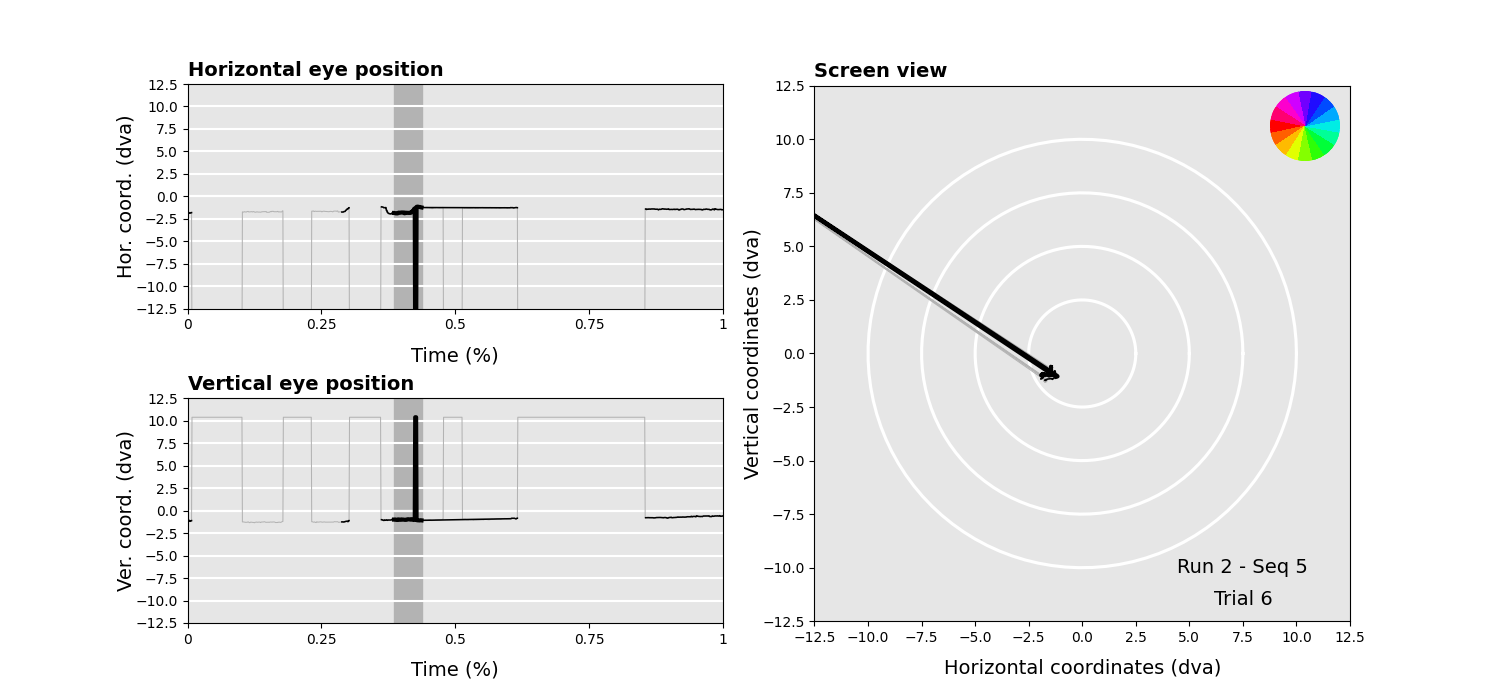 Horizontal eye position
Hor. coord. (dva)
12.5
10.0
7.5
5.0
2.5
0.0
−2.5
−5.0
−7.5
−10.0
−12.5
0 0.25 0.5 0.75 1
Time (%)
Vertical eye position
Ver. coord. (dva)
12.5
10.0
7.5
5.0
2.5
0.0
−2.5
−5.0
−7.5
−10.0
−12.5
0 0.25 0.5 0.75 1
Time (%)
Screen view
Vertical coordinates (dva)
12.5
10.0
7.5
5.0
2.5
0.0
−2.5
−5.0
−7.5
−10.0
−12.5
Run 2 - Seq 5
Trial 6
−12.5 −10.0 −7.5 −5.0 −2.5 0.0 2.5 5.0 7.5 10.0 12.5
Horizontal coordinates (dva)